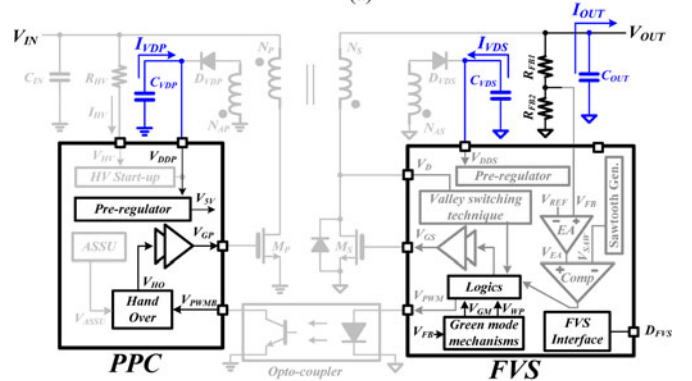 V_IN
I_VDP
N_P
N_S
I_VDS
I_OUT
V_OUT
C_IN
R_HV
C_VDP
D_VDP
D_VDS
C_VDS
R_FB1
C_OUT
I_HV
N_AP
N_AS
R_FB2
V_HV
V_DDP
V_D
V_DDS
HV Start-up
Pre-regulator
Pre-regulator
V_5V
Valley switching technique
V_REF
V_FB
Sawtooth Gen.
ASSU
V_GP
M_P
M_S
V_GS
EA
V_SAW
V_EA
Comp
V_HO
Hand Over
V_PWMB
V_PWM
Logics
V_ASSU
V_GM
V_WP
V_FB
Green mode mechanisms
FVS Interface
D_FVS
PPC
Opto-coupler
FVS